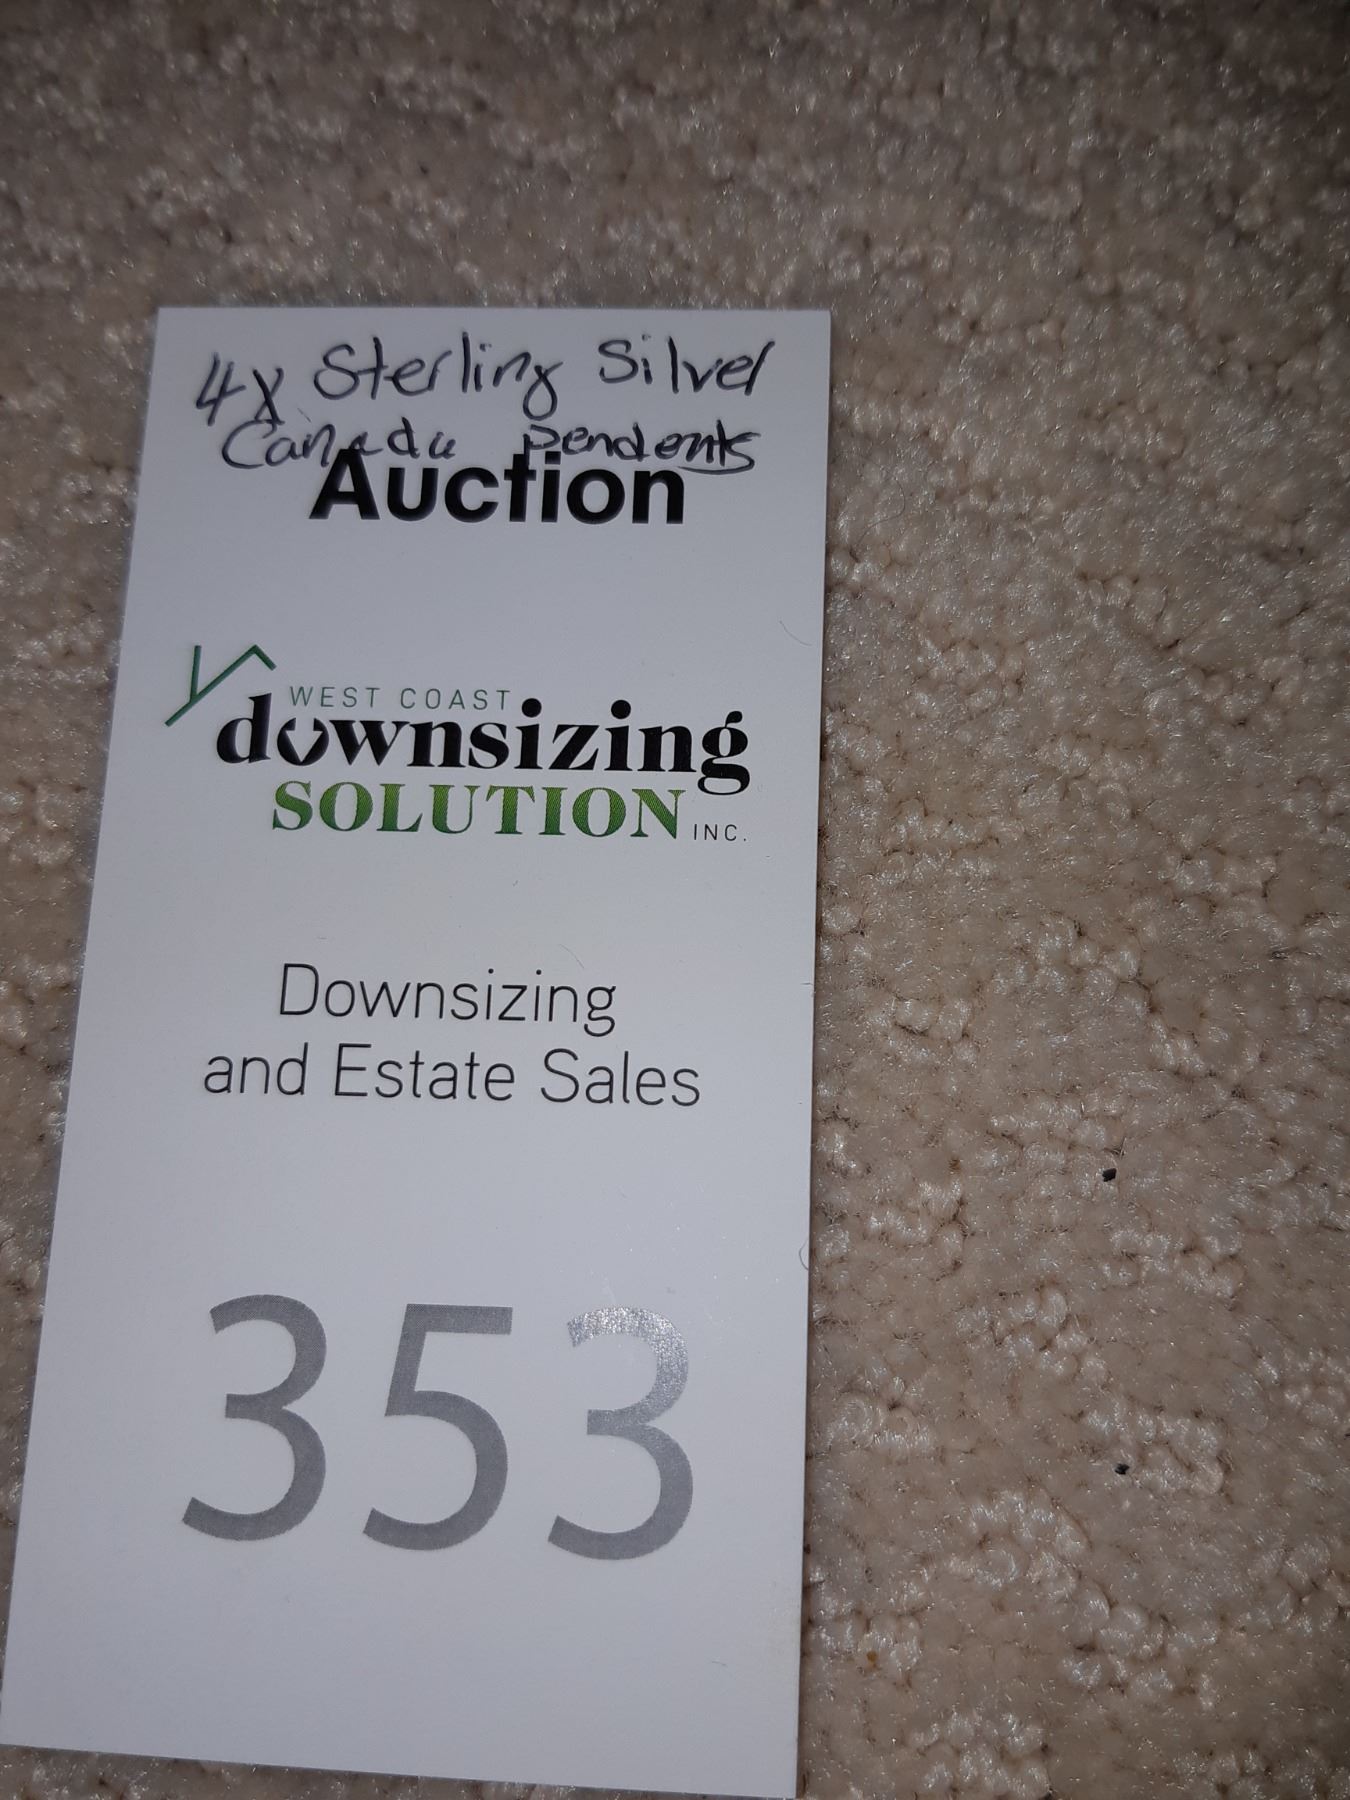 4x Sterling Silver
Canada Pendents
Auction
WEST COAST
downsizing
SOLUTION INC.
Downsizing
and Estate Sales
353